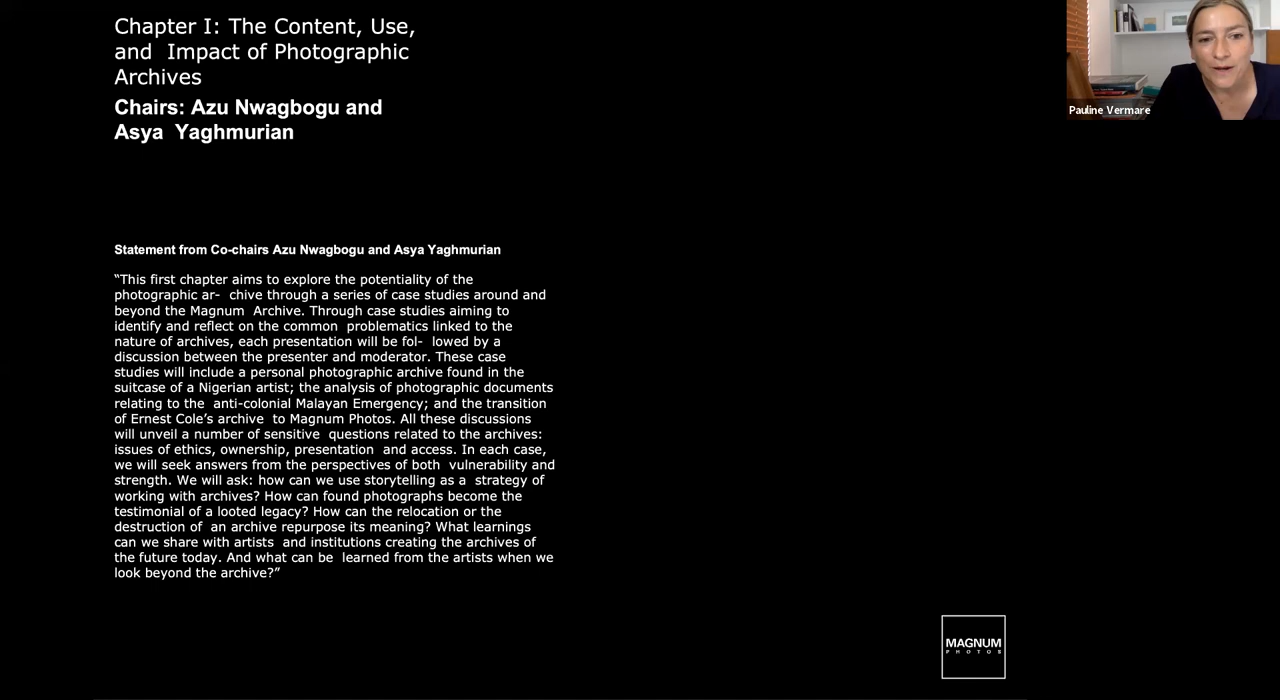 Chapter I: The Content, Use,
and Impact of Photographic
Archives
Chairs: Azu Nwagbogu and
Asya Yaghmurian
Pauline Vermare
Statement from Co-chairs Azu Nwagbogu and Asya Yaghmurian
“This first chapter aims to explore the potentiality of the
photographic ar- chive through a series of case studies around and
beyond the Magnum Archive. Through case studies aiming to
identify and reflect on the common problematics linked to the
nature of archives, each presentation will be fol- lowed by a
discussion between the presenter and moderator. These case
studies will include a personal photographic archive found in the
suitcase of a Nigerian artist; the analysis of photographic documents
relating to the anti-colonial Malayan Emergency; and the transition
of Ernest Cole’s archive to Magnum Photos. All these discussions
will unveil a number of sensitive questions related to the archives:
issues of ethics, ownership, presentation and access. In each case,
we will seek answers from the perspectives of both vulnerability and
strength. We will ask: how can we use storytelling as a strategy of
working with archives? How can found photographs become the
testimonial of a looted legacy? How can the relocation or the
destruction of an archive repurpose its meaning? What learnings
can we share with artists and institutions creating the archives of
the future today. And what can be learned from the artists when we
look beyond the archive?”
MAGNUM
PHOTOS